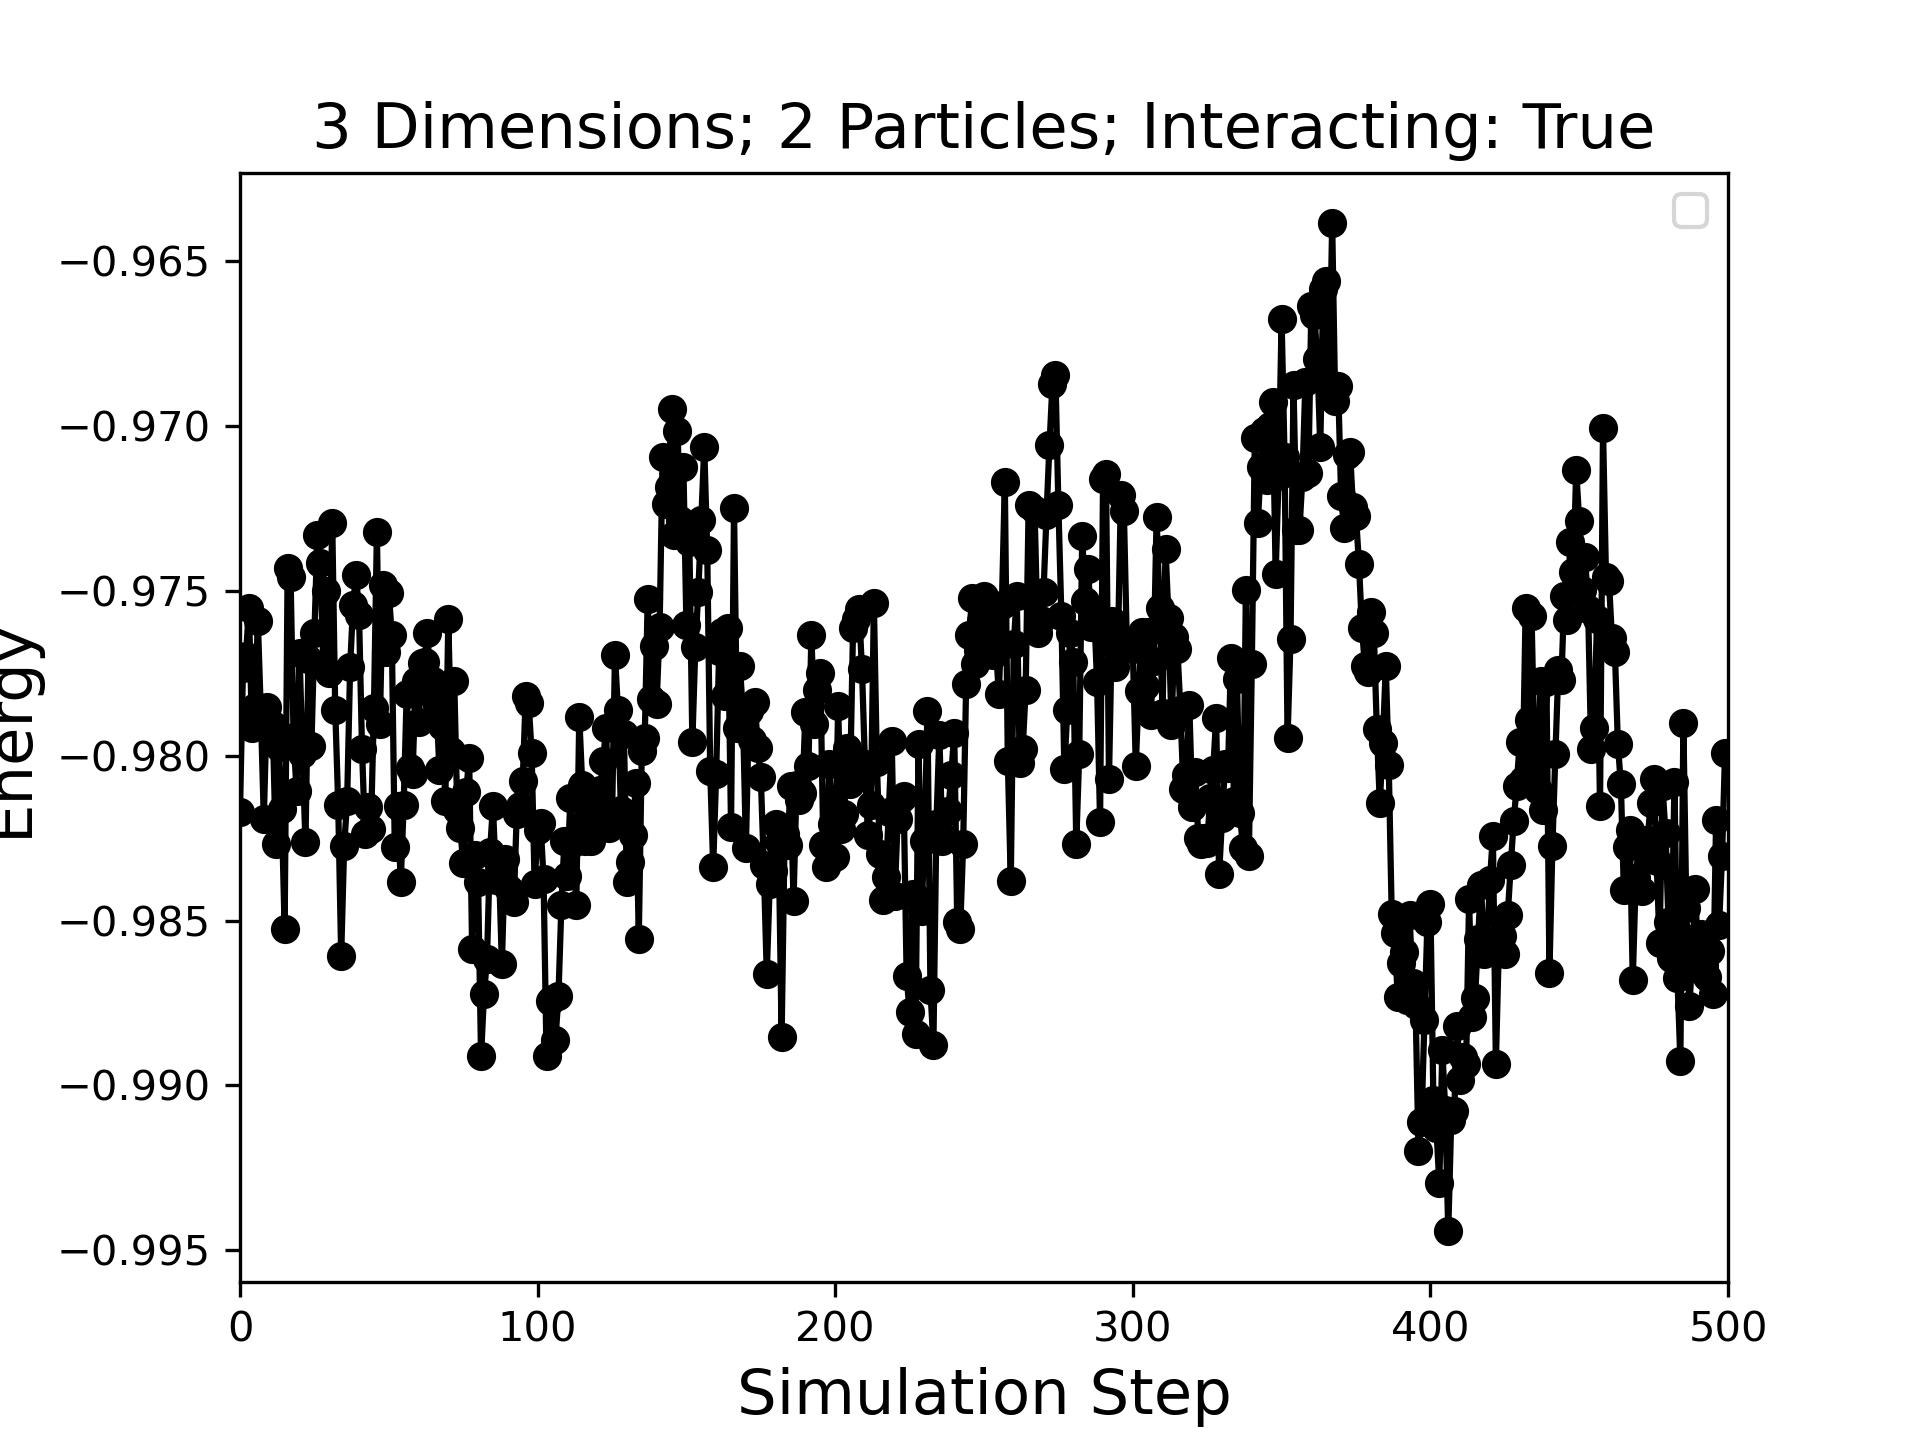 3 Dimensions; 2 Particles; Interacting: True
−0.965
−0.970
−0.975
−0.980
−0.985
−0.990
−0.995
Energy
0 100 200 300 400 500
Simulation Step